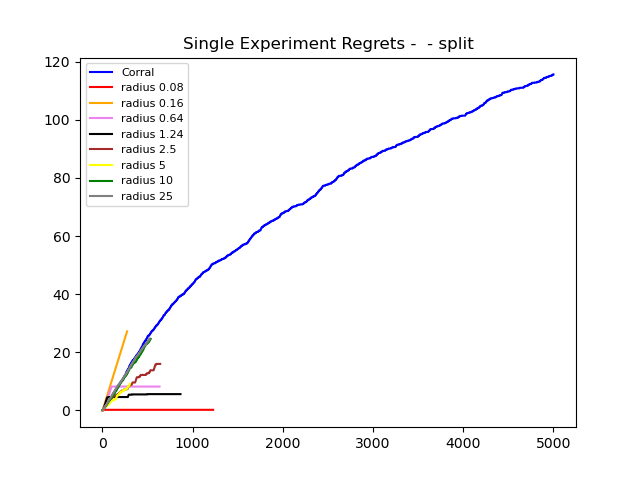 Single Experiment Regrets -  - split
120
100
80
60
40
20
0
Corral
radius 0.08
radius 0.16
radius 0.64
radius 1.24
radius 2.5
radius 5
radius 10
radius 25
0 1000 2000 3000 4000 5000